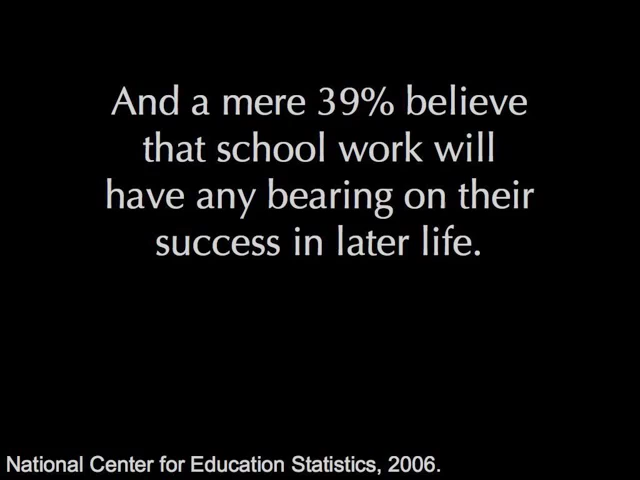 And a mere 39% believe
that school work will
have any bearing on their
success in later life.
National Center for Education Statistics, 2006.